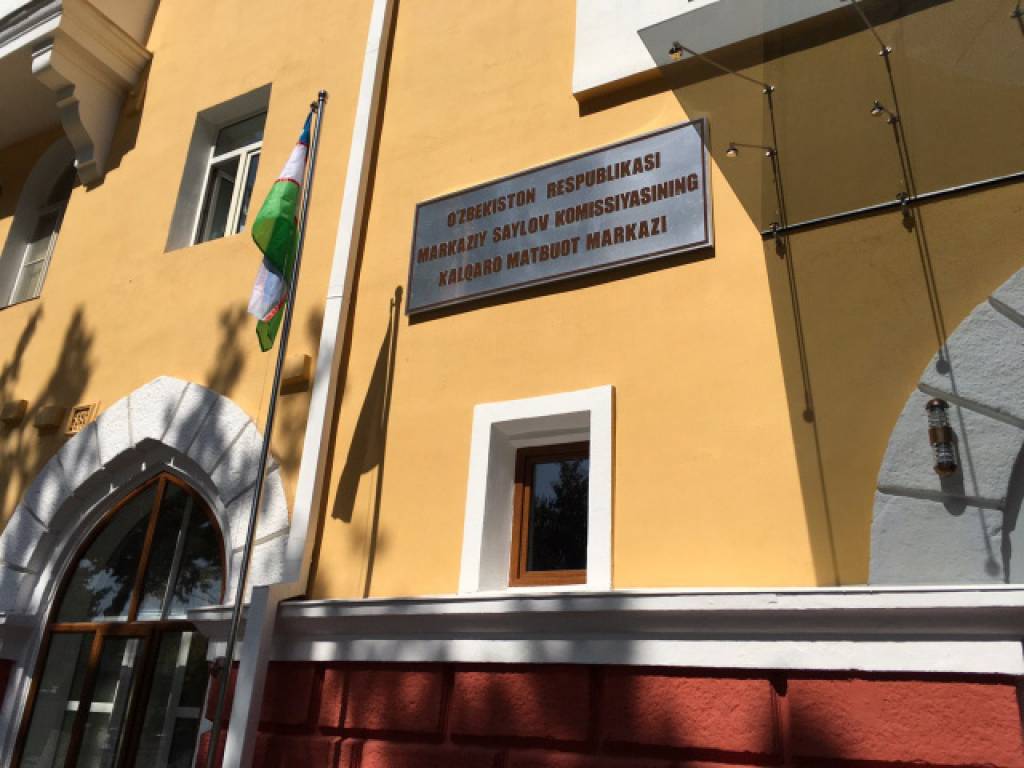 O'ZBEKISTON RESPUBLIKASI
MARKAZIY SAYLOV KOMISSIYASINING
XALQARO MATBUOT MARKAZI